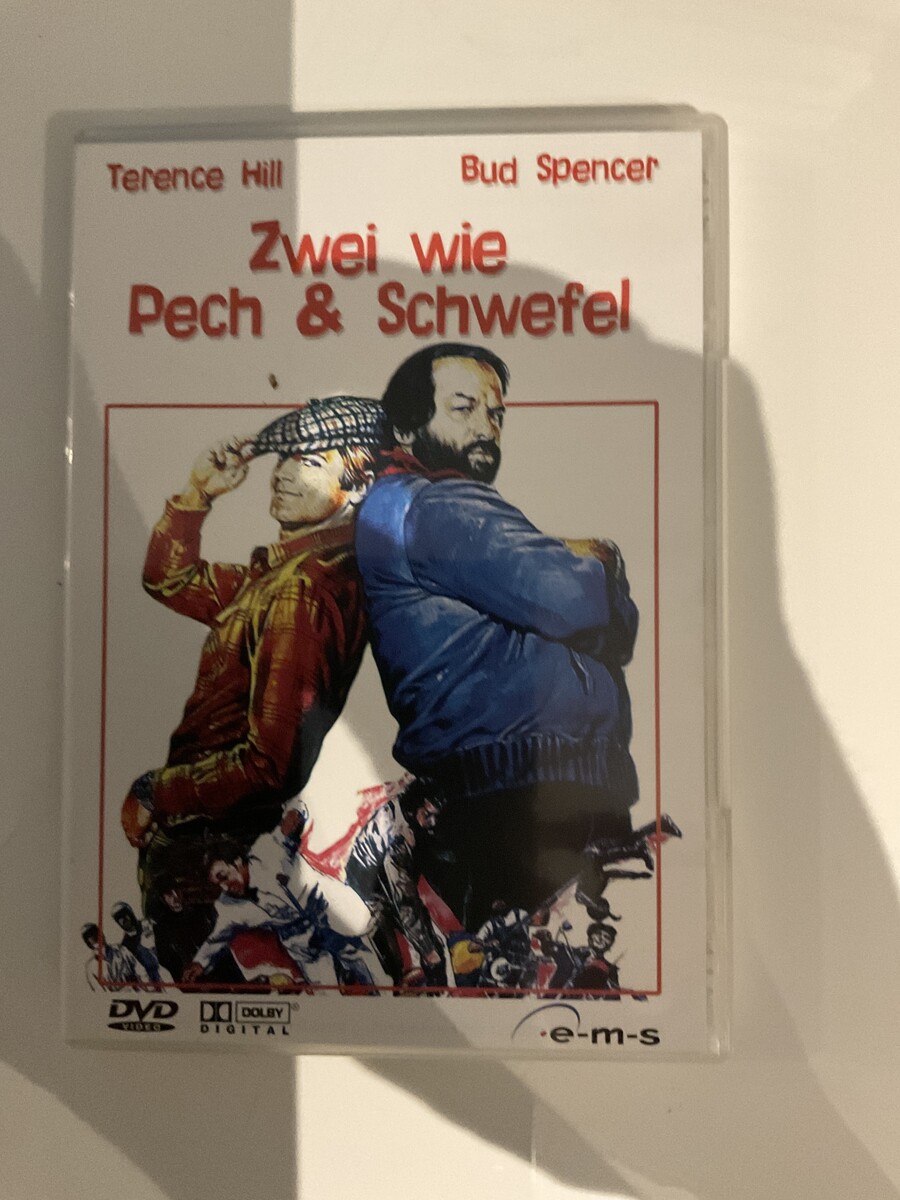 Terence Hill
Bud Spencer
Zwei wie
Pech & Schwefel
DVD
VIDEO
DOLBY
DIGITAL
e-m-s